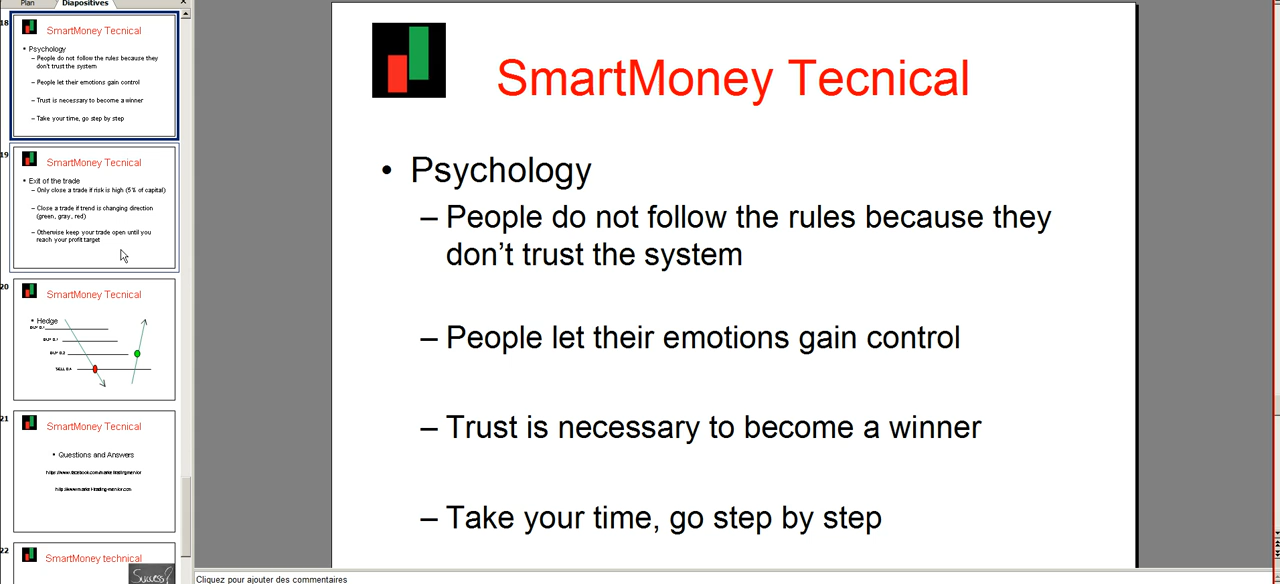 Plan
Diapositives
18
SmartMoney Tecnical
• Psychology
– People do not follow the rules because they
don't trust the system
– People let their emotions gain control
– Trust is necessary to become a winner
– Take your time, go step by step
19
SmartMoney Tecnical
• Exit of the trade
– Only close a trade if risk is high (5% of capital)
– Close a trade if trend is changing direction
(green, gray, red)
– Otherwise keep your trade open until you
reach your profit target
20
SmartMoney Tecnical
• Hedge
21
SmartMoney Tecnical
• Questions and Answers
22
SmartMoney technical
Success?
SmartMoney Tecnical
• Psychology
– People do not follow the rules because they
don't trust the system
– People let their emotions gain control
– Trust is necessary to become a winner
– Take your time, go step by step
Cliquez pour ajouter des commentaires